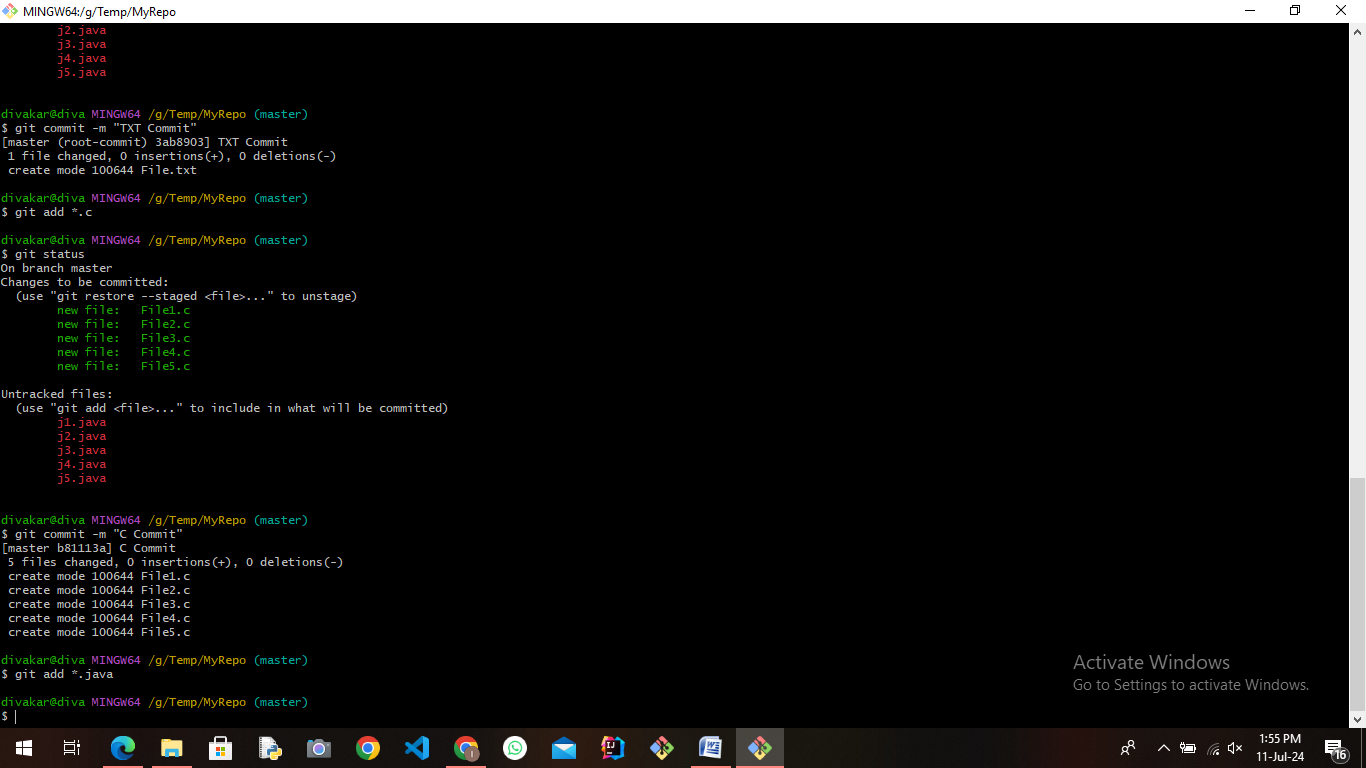 MINGW64:/g/Temp/MyRepo
j2.java
j3.java
j4.java
j5.java
divakar@diva MINGW64 /g/Temp/MyRepo (master)
$ git commit -m "TXT Commit"
[master (root-commit) 3ab8903] TXT Commit
1 file changed, 0 insertions(+), 0 deletions(-)
create mode 100644 File.txt
divakar@diva MINGW64 /g/Temp/MyRepo (master)
$ git add *.c
divakar@diva MINGW64 /g/Temp/MyRepo (master)
$ git status
On branch master
Changes to be committed:
(use "git restore --staged <file>..." to unstage)
new file:   File1.c
new file:   File2.c
new file:   File3.c
new file:   File4.c
new file:   File5.c
Untracked files:
(use "git add <file>..." to include in what will be committed)
j1.java
j2.java
j3.java
j4.java
j5.java
divakar@diva MINGW64 /g/Temp/MyRepo (master)
$ git commit -m "C Commit"
[master b81113a] C Commit
5 files changed, 0 insertions(+), 0 deletions(-)
create mode 100644 File1.c
create mode 100644 File2.c
create mode 100644 File3.c
create mode 100644 File4.c
create mode 100644 File5.c
divakar@diva MINGW64 /g/Temp/MyRepo (master)
$ git add *.java
divakar@diva MINGW64 /g/Temp/MyRepo (master)
$
Activate Windows
Go to Settings to activate Windows.
1:55 PM
11-Jul-24
16